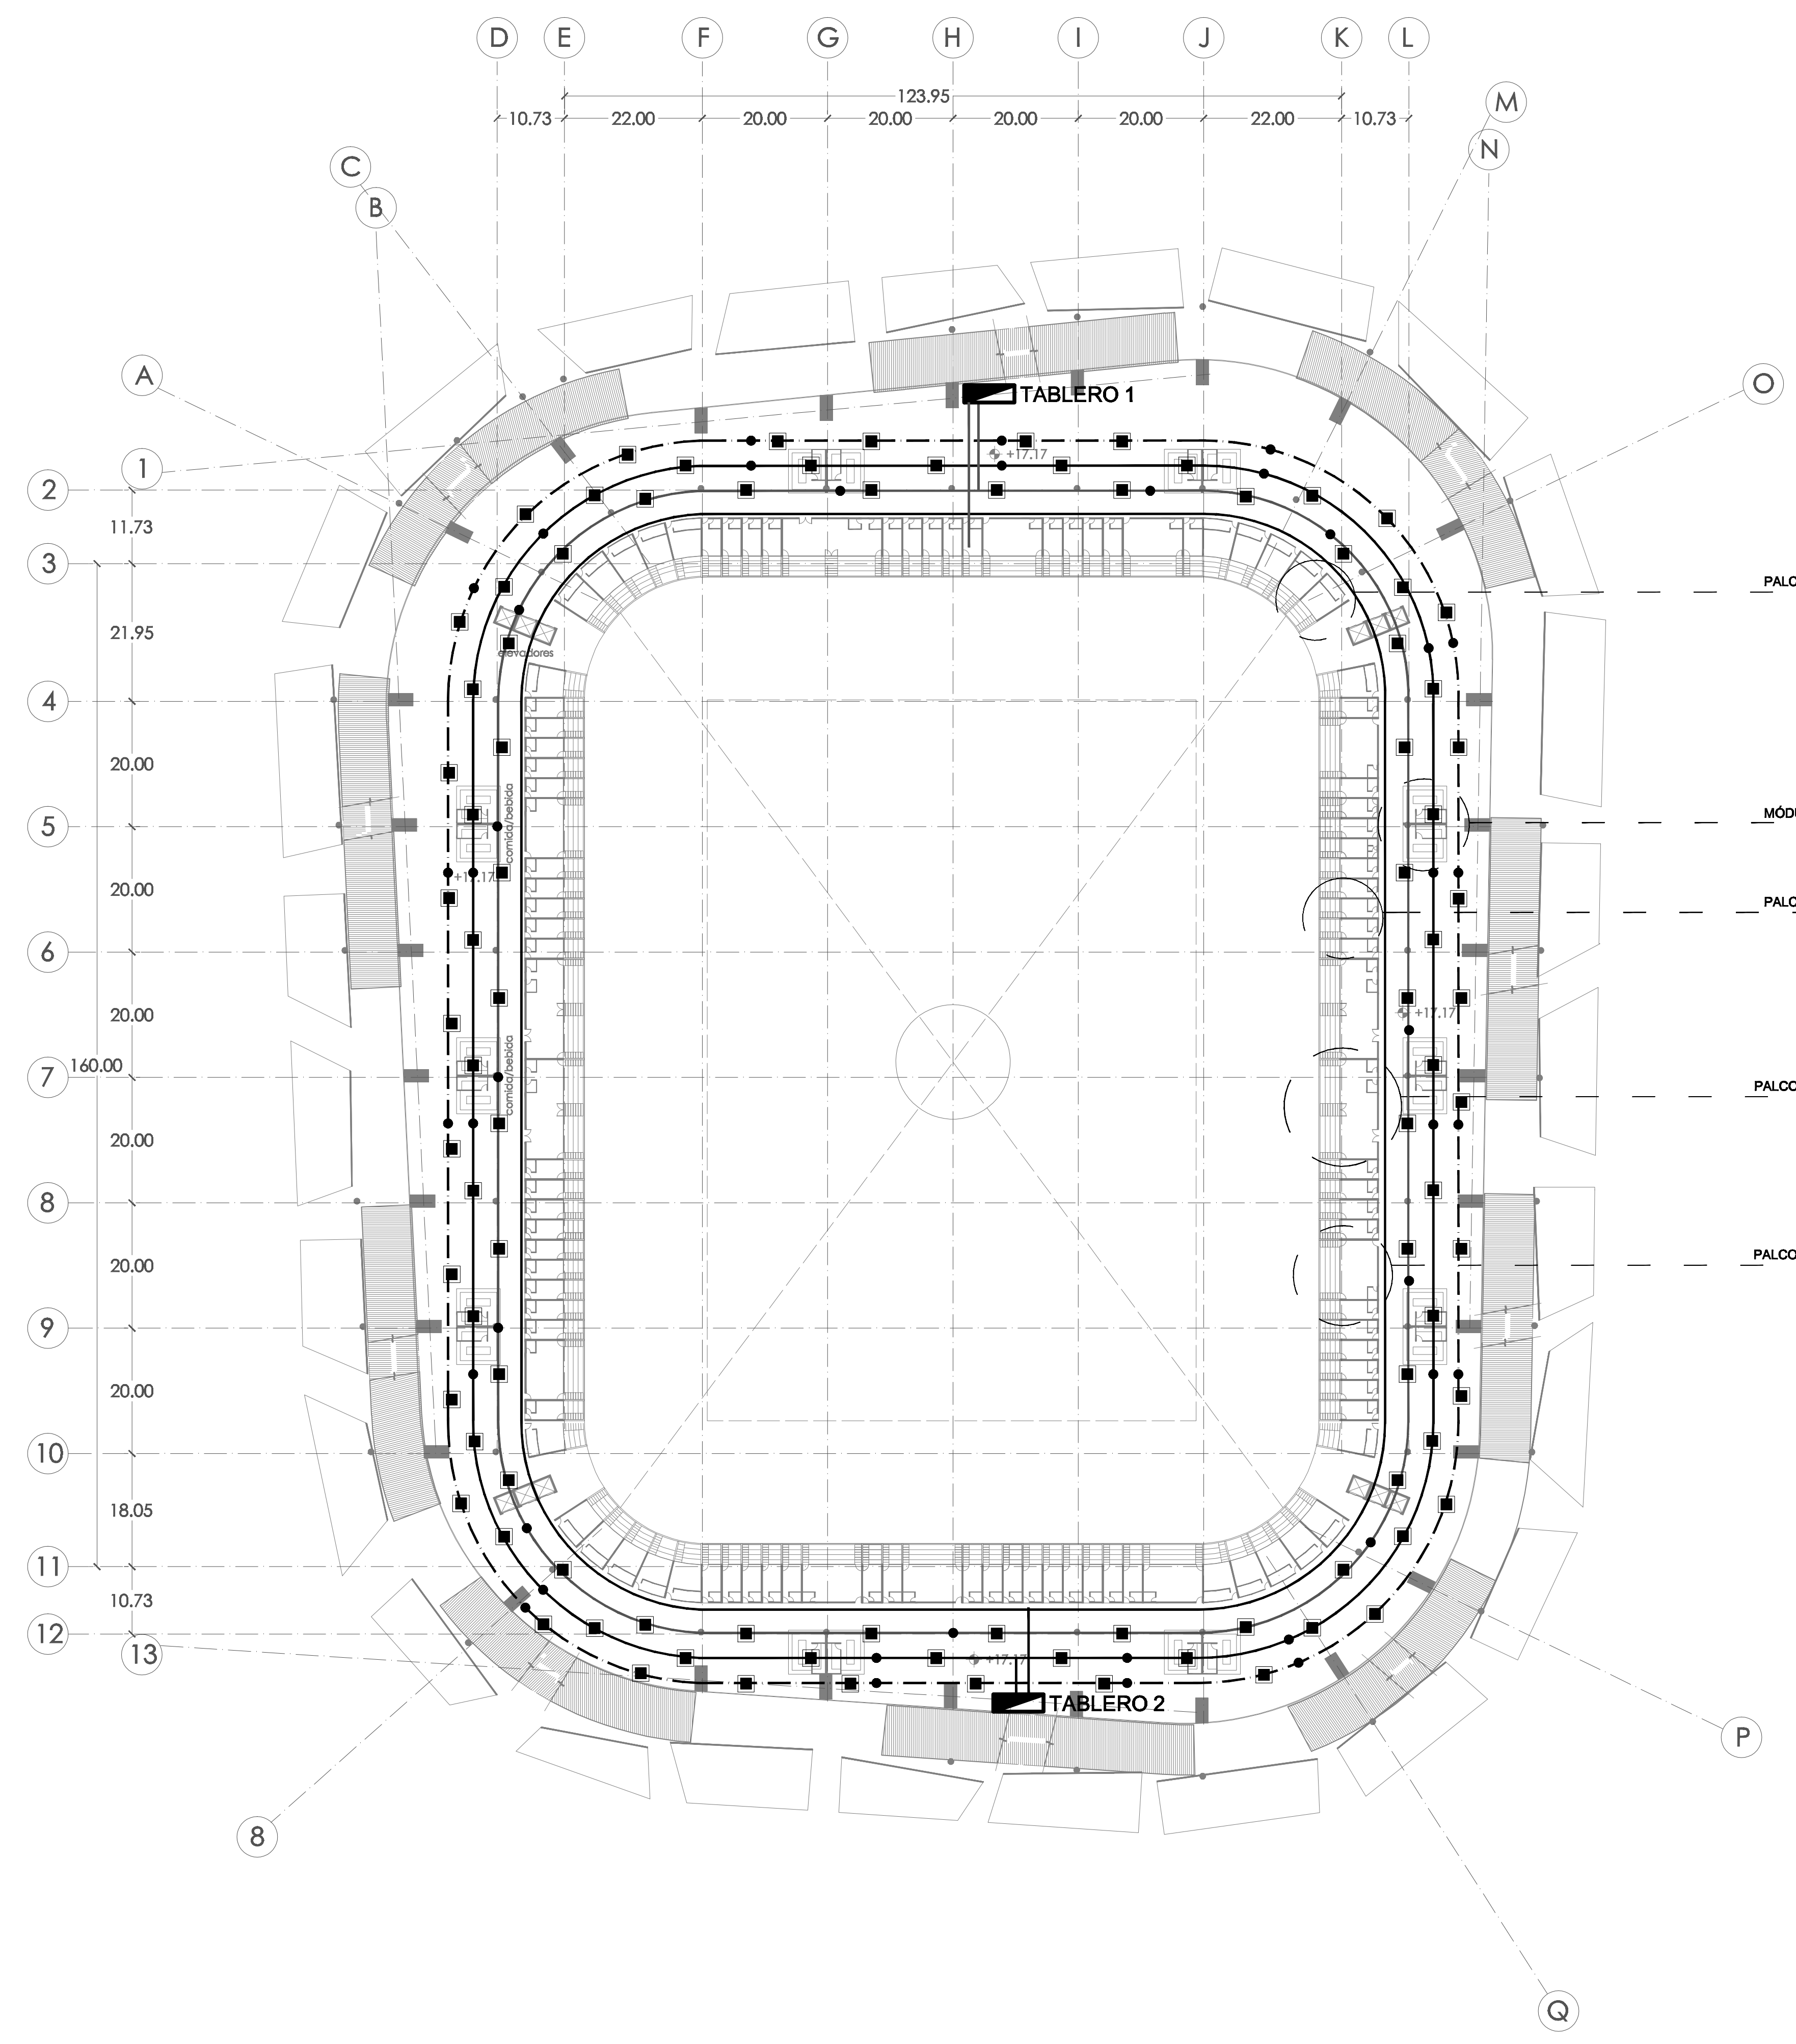 D E F G H I J K L
M
123.95
10.73 22.00 20.00 20.00 20.00 20.00 22.00 10.73
N
C
B
A
O
TABLERO 1
1
+17.17
2
11.73
3
PALC
21.95
elevadores
4
20.00
comida/bebida
MÓDU
5
+17.17
20.00
PALC
6
20.00
+17.17
comida/bebida
160.00
7
PALCO
20.00
8
20.00
PALCO
9
20.00
10
18.05
11
10.73
12
13
+17.17
TABLERO 2
P
8
Q